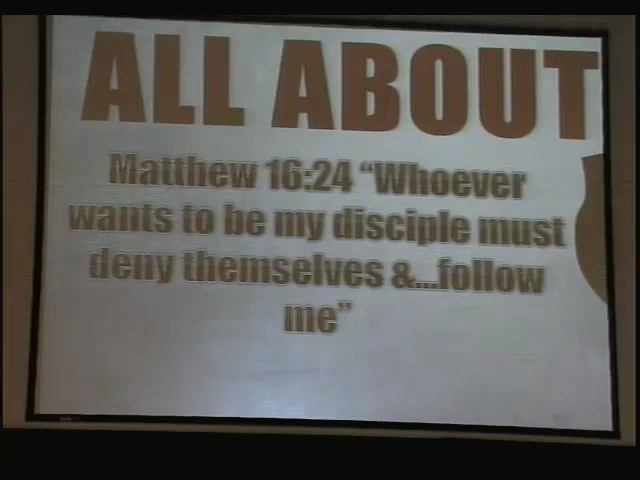 ALL ABOUT
Matthew 16:24 “Whoever
wants to be my disciple must
deny themselves &...follow
me”